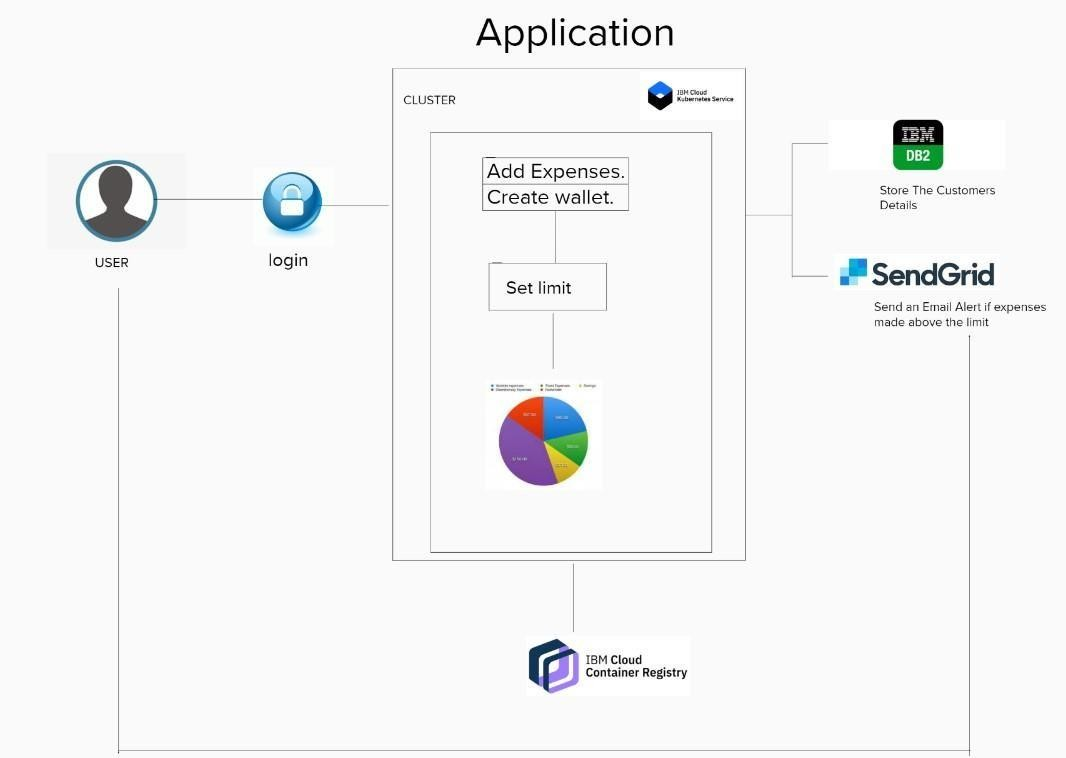 Application
CLUSTER
IBM Cloud
Kubernetes Service
Add Expenses.
Create wallet.
Set limit
USER
login
IBM
DB2
Store The Customers
Details
SendGrid
Send an Email Alert if expenses
made above the limit
IBM Cloud
Container Registry